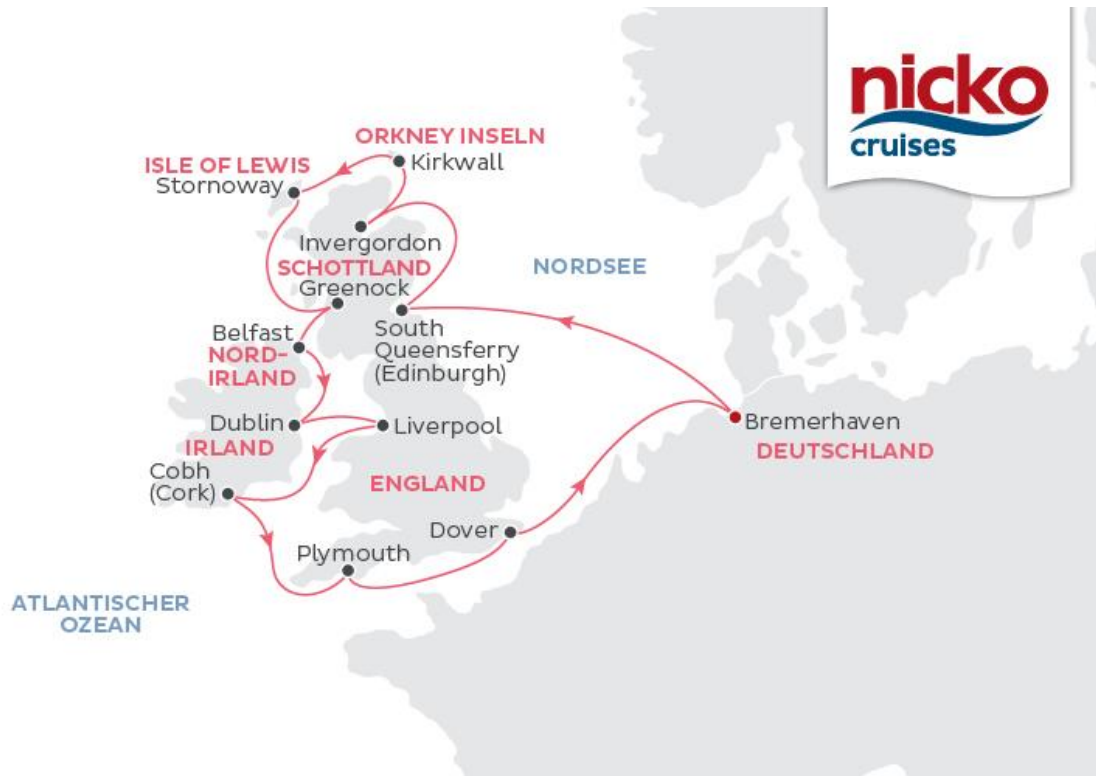 nicko
cruises
ORKNEY INSELN
Kirkwall
ISLE OF LEWIS
Stornoway
Invergordon
SCHOTTLAND
Greenock
NORDSEE
South
Queensferry
(Edinburgh)
Belfast
NORD-
IRLAND
Dublin
IRLAND
Liverpool
Bremerhaven
DEUTSCHLAND
Cobh
(Cork)
ENGLAND
Dover
Plymouth
ATLANTISCHER
OZEAN